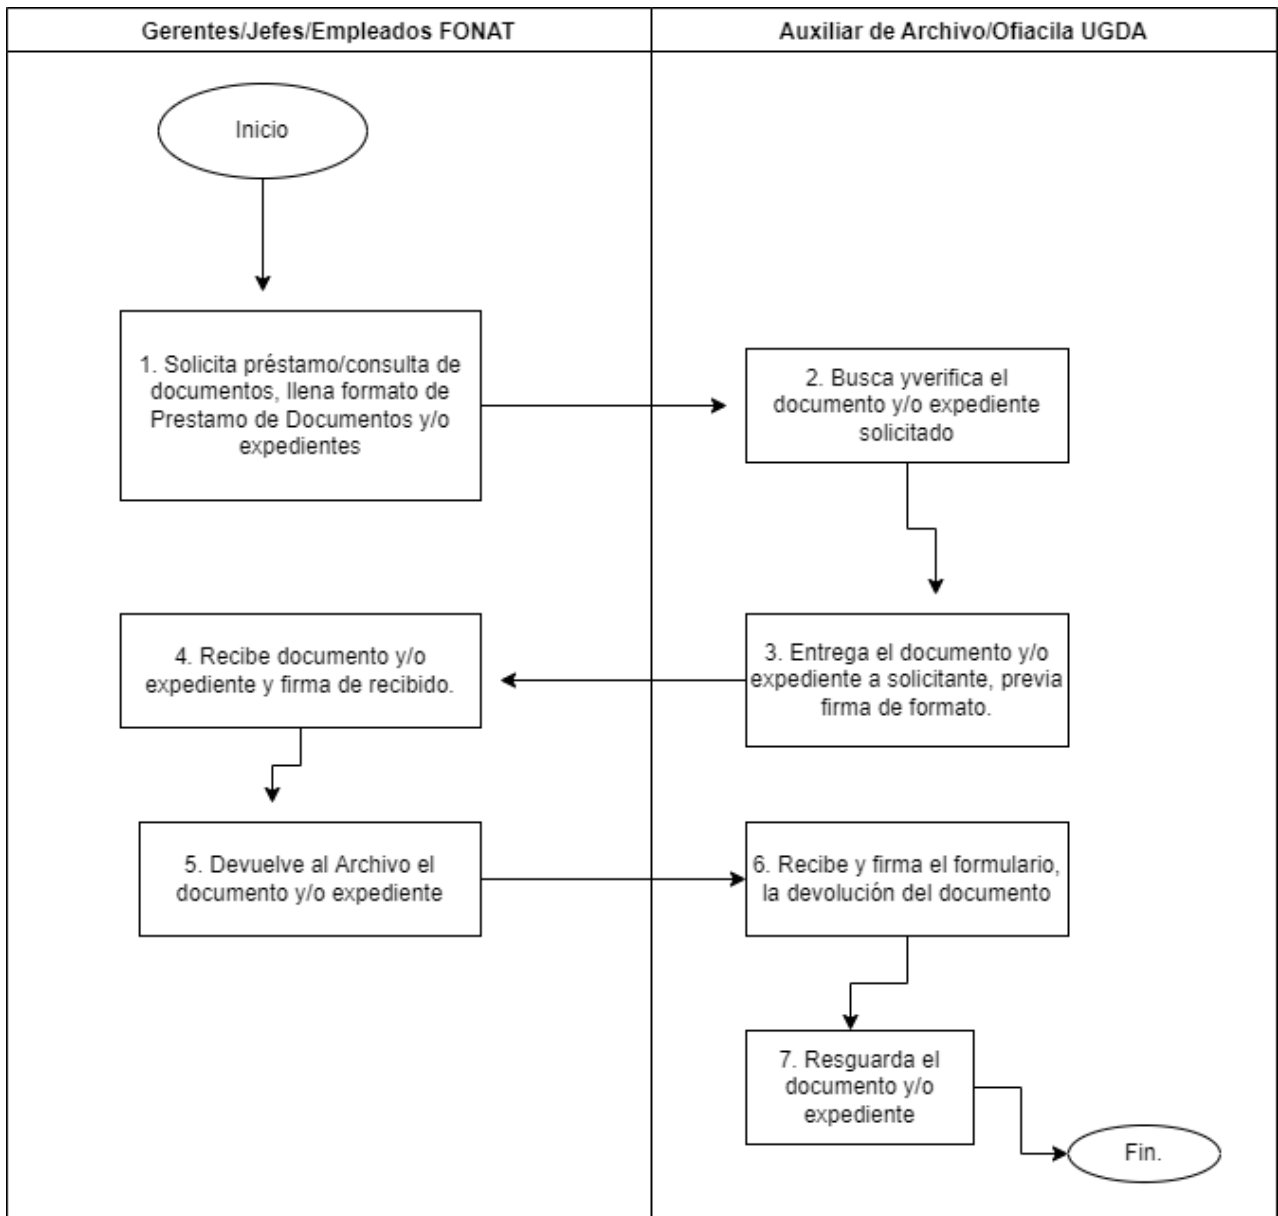 Gerentes/Jefes/Empleados FONAT
Auxiliar de Archivo/Ofiacila UGDA
Inicio
1. Solicita préstamo/consulta de
documentos, llena formato de
Prestamo de Documentos y/o
expedientes
2. Busca yverifica el
documento y/o expediente
solicitado
3. Entrega el documento y/o
expediente a solicitante, previa
firma de formato.
4. Recibe documento y/o
expediente y firma de recibido.
5. Devuelve al Archivo el
documento y/o expediente
6. Recibe y firma el formulario,
la devolución del documento
7. Resguarda el
documento y/o
expediente
Fin.